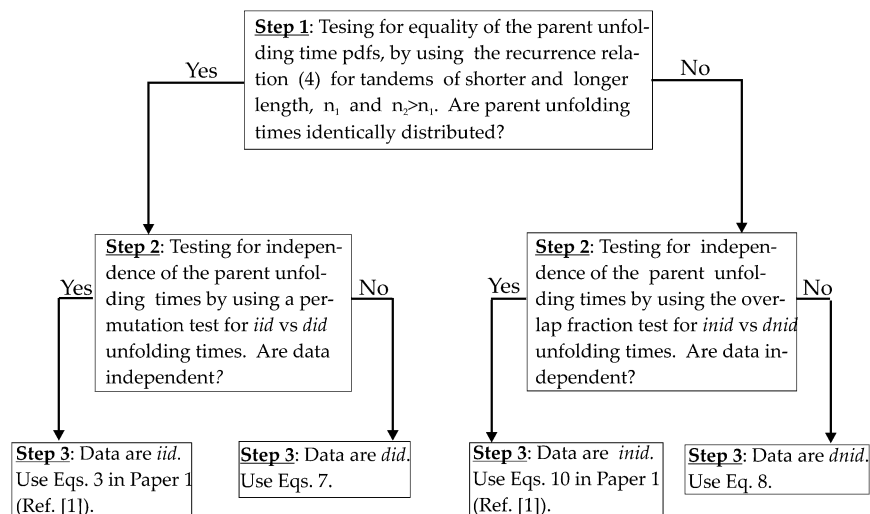 Step 1: Tesing for equality of the parent unfol-
ding time pdfs, by using the recurrence rela-
tion (4) for tandems of shorter and longer
length, n₁ and n₂>n₁. Are parent unfolding
times identically distributed?
Yes
No
Step 2: Testing for indepen-
dence of the parent unfol-
ding times by using a per-
mutation test for iid vs did
unfolding times. Are data
independent?
Yes
No
Step 2: Testing for indepen-
dence of the parent unfol-
ding times by using the over-
lap fraction test for inid vs dnid
unfolding times. Are data in-
dependent?
Yes
No
Step 3: Data are iid.
Use Eqs. 3 in Paper 1
(Ref. [1]).
Step 3: Data are did.
Use Eqs. 7.
Step 3: Data are inid.
Use Eqs. 10 in Paper 1
(Ref. [1]).
Step 3: Data are dnid.
Use Eq. 8.